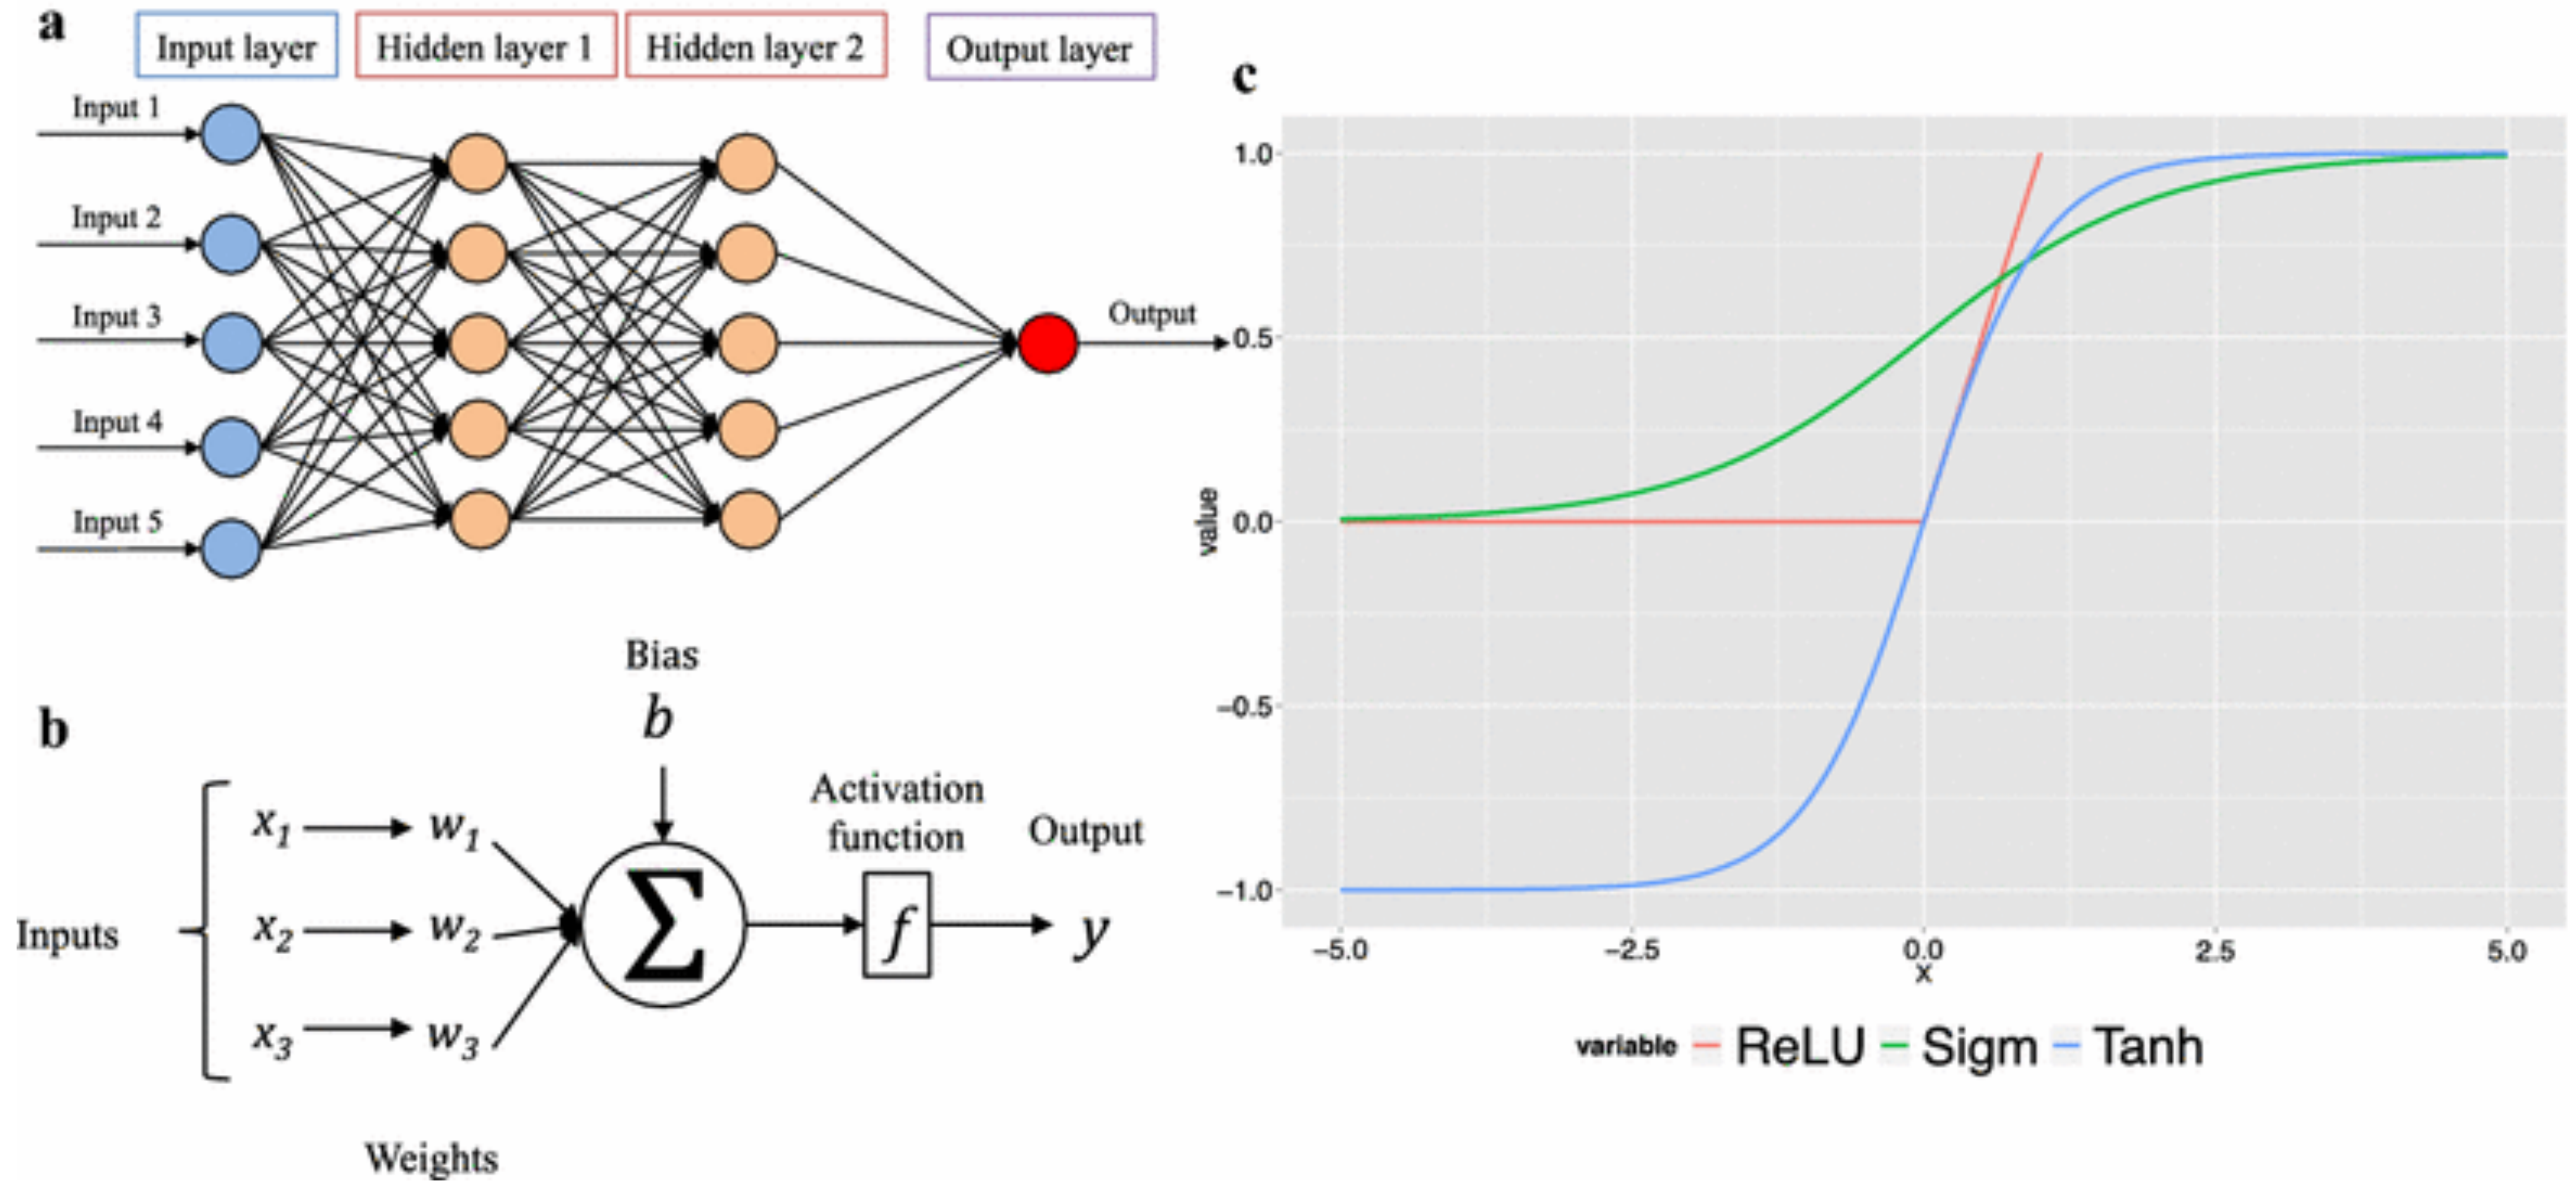 a
Input layer
Hidden layer 1
Hidden layer 2
Output layer
Input 1
Input 2
Input 3
Input 4
Input 5
Output
b
Bias
b
Inputs
x1
w1
x2
w2
x3
w3
Σ
Activation
function
f
Output
y
Weights
c
1.0
0.5
0.0
−0.5
−1.0
value
−5.0
−2.5
0.0
2.5
5.0
x
variable ReLU Sigm Tanh